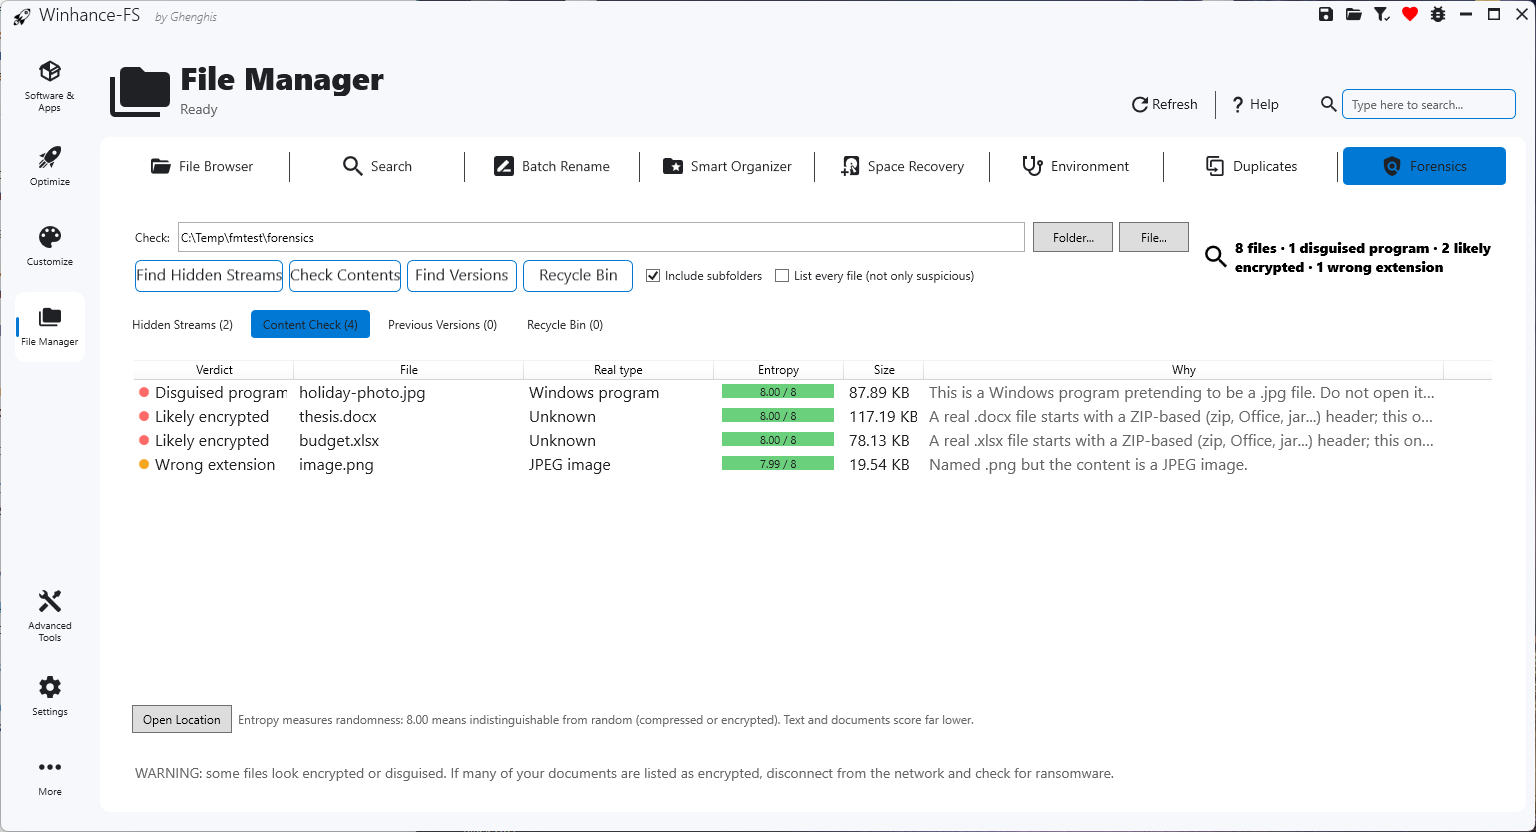 Winhance-FS by Ghenghis
Software & Apps
Optimize
Customize
File Manager
Advanced Tools
Settings
More
File Manager
Ready
Refresh
Help
Type here to search...
File Browser
Search
Batch Rename
Smart Organizer
Space Recovery
Environment
Duplicates
Forensics
Check: C:\Temp\fmtest\forensics Folder... File...
8 files · 1 disguised program · 2 likely
encrypted · 1 wrong extension
Find Hidden Streams Check Contents Find Versions Recycle Bin Include subfolders List every file (not only suspicious)
Hidden Streams (2) Content Check (4) Previous Versions (0) Recycle Bin (0)
Verdict File Real type Entropy Size Why
Disguised program holiday-photo.jpg Windows program 8.00 / 8 87.89 KB This is a Windows program pretending to be a .jpg file. Do not open it...
Likely encrypted thesis.docx Unknown 8.00 / 8 117.19 KB A real .docx file starts with a ZIP-based (zip, Office, jar...) header; this o...
Likely encrypted budget.xlsx Unknown 8.00 / 8 78.13 KB A real .xlsx file starts with a ZIP-based (zip, Office, jar...) header; this on...
Wrong extension image.png JPEG image 7.99 / 8 19.54 KB Named .png but the content is a JPEG image.
Open Location Entropy measures randomness: 8.00 means indistinguishable from random (compressed or encrypted). Text and documents score far lower.
WARNING: some files look encrypted or disguised. If many of your documents are listed as encrypted, disconnect from the network and check for ransomware.